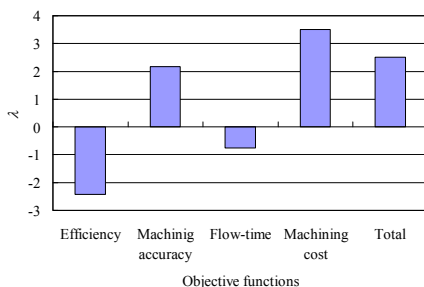 4
3
2
1
0
-1
-2
-3
λ
Efficiency Machinig accuracy Flow-time Machining cost Total
Objective functions